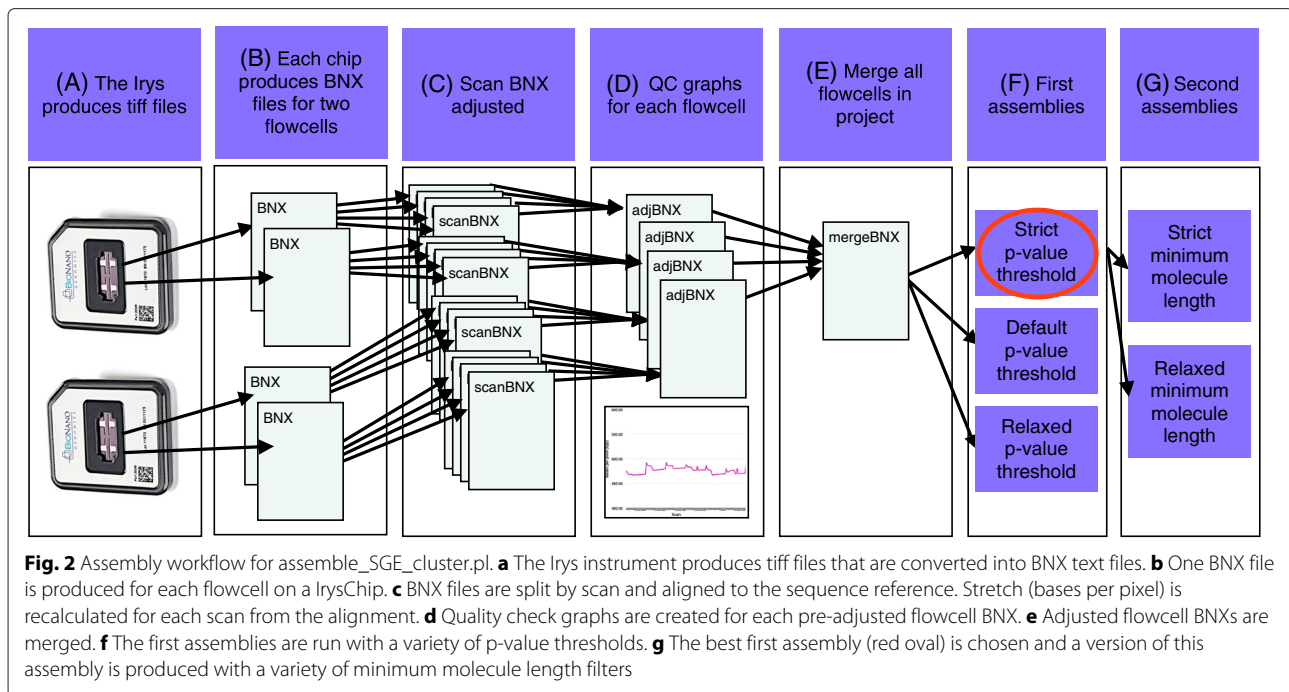 (A) The Irys
produces tiff files
(B) Each chip
produces BNX
files for two
flowcells
(C) Scan BNX
adjusted
(D) QC graphs
for each flowcell
(E) Merge all
flowcells in
project
(F) First
assemblies
(G) Second
assemblies
BIONANO
GENOMICS
BNX
BNX
scanBNX
scanBNX
adjBNX
adjBNX
adjBNX
adjBNX
mergeBNX
Strict
p-value
threshold
Default
p-value
threshold
Relaxed
p-value
threshold
Strict
minimum
molecule
length
Relaxed
minimum
molecule
length
BIONANO
GENOMICS
BNX
BNX
scanBNX
scanBNX
Scan
Fig. 2 Assembly workflow for assemble_SGE_cluster.pl. a The Irys instrument produces tiff files that are converted into BNX text files. b One BNX file
is produced for each flowcell on a IrysChip. c BNX files are split by scan and aligned to the sequence reference. Stretch (bases per pixel) is
recalculated for each scan from the alignment. d Quality check graphs are created for each pre-adjusted flowcell BNX. e Adjusted flowcell BNXs are
merged. f The first assemblies are run with a variety of p-value thresholds. g The best first assembly (red oval) is chosen and a version of this
assembly is produced with a variety of minimum molecule length filters